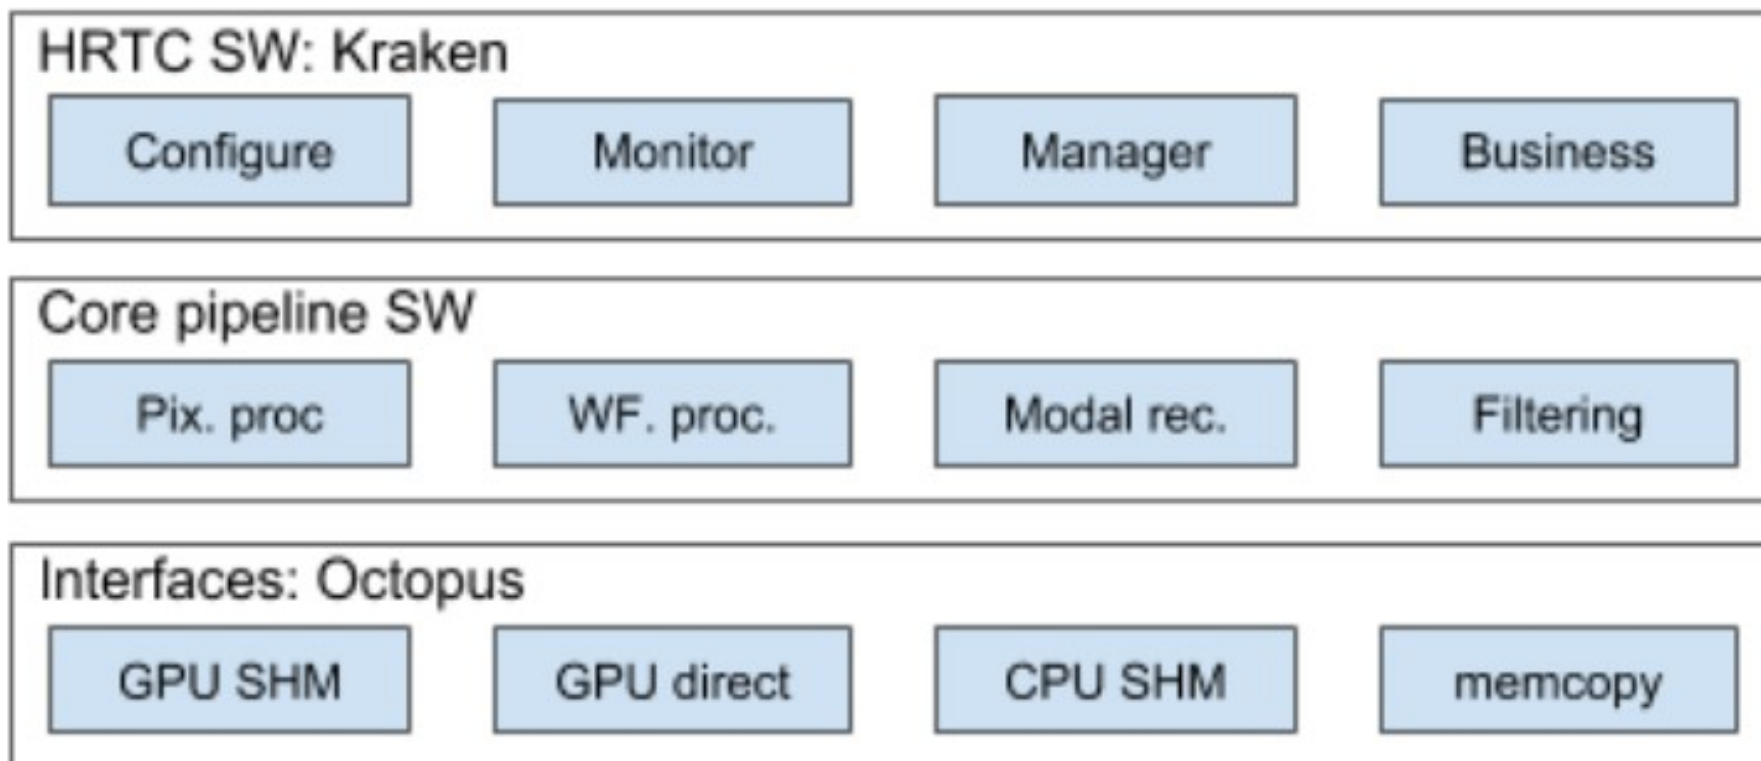 HRTC SW: Kraken
Configure
Monitor
Manager
Business
Core pipeline SW
Pix. proc
WF. proc.
Modal rec.
Filtering
Interfaces: Octopus
GPU SHM
GPU direct
CPU SHM
memcopy